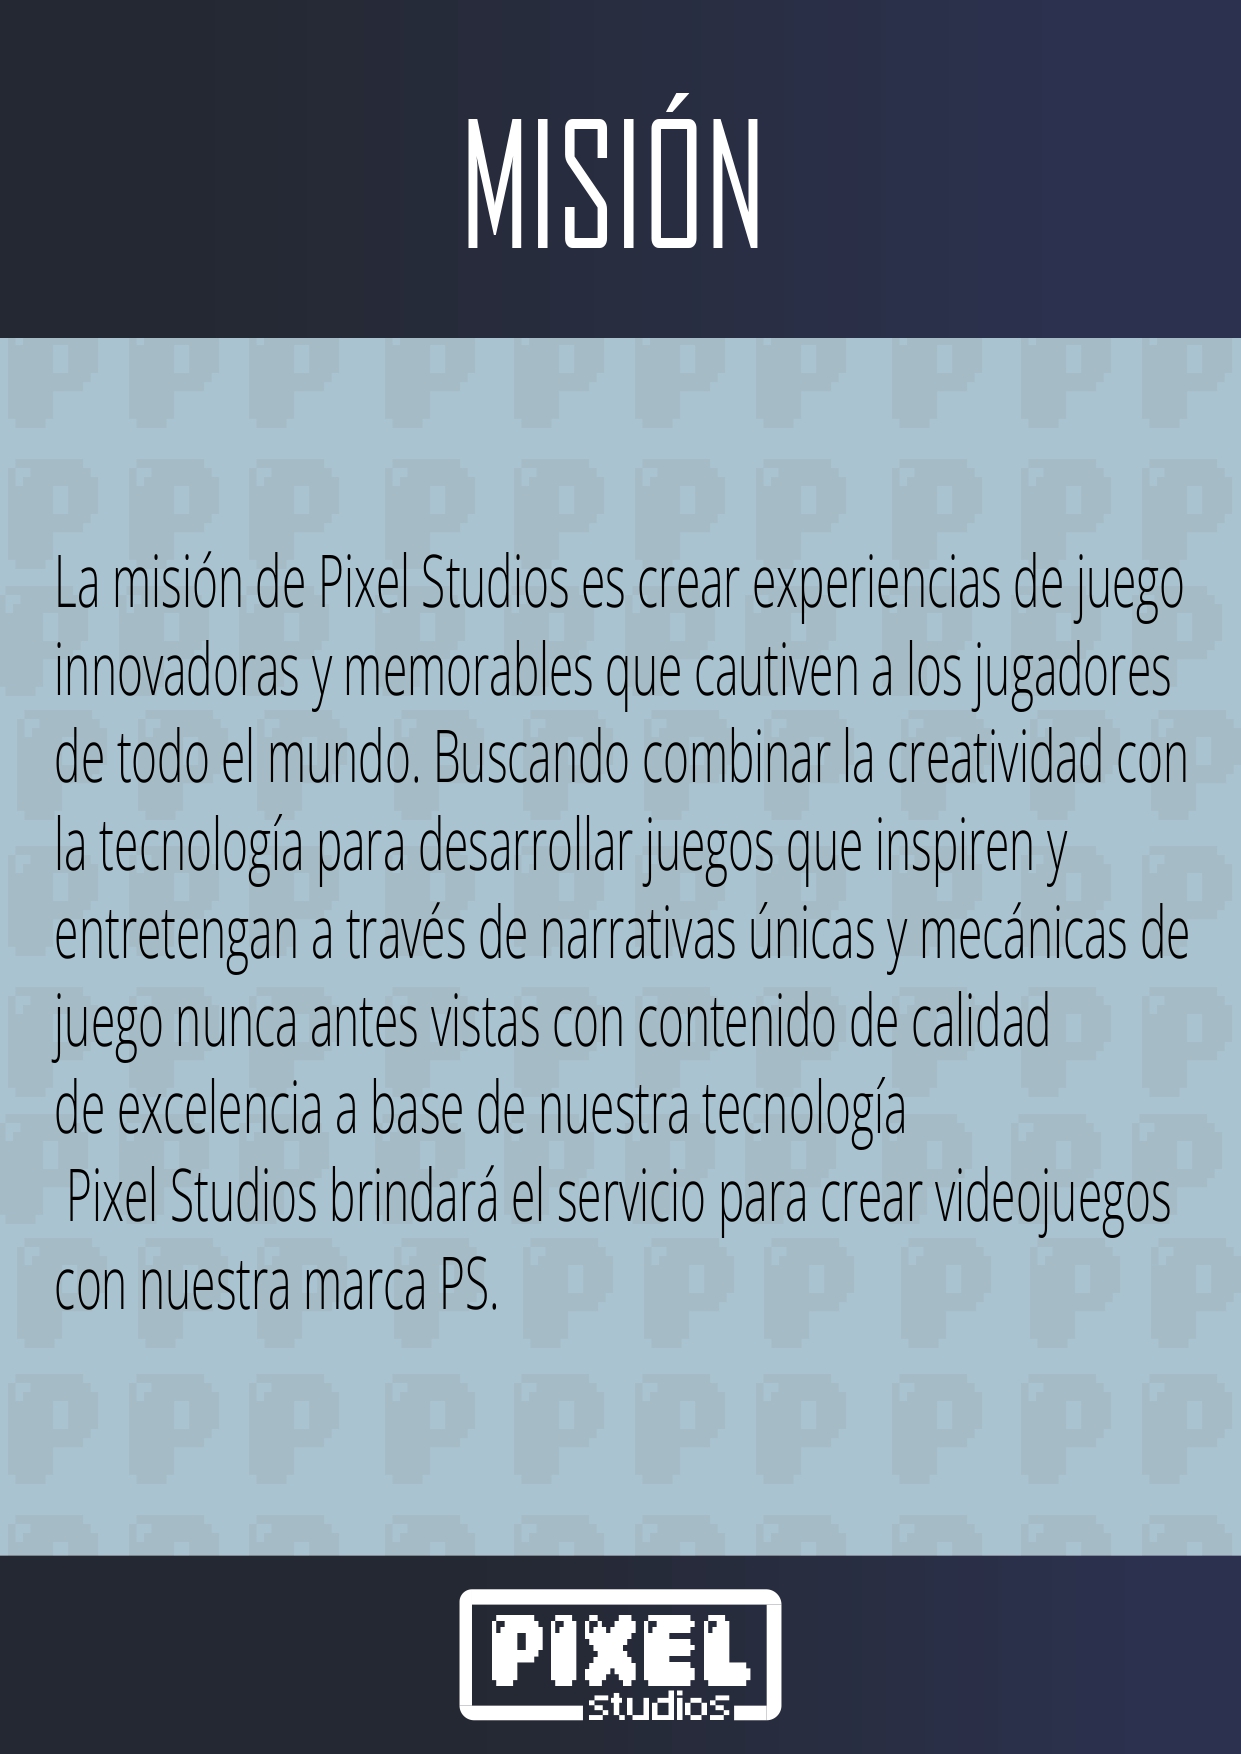 MISIÓN
La misión de Pixel Studios es crear experiencias de juego
innovadoras y memorables que cautiven a los jugadores
de todo el mundo. Buscando combinar la creatividad con
la tecnología para desarrollar juegos que inspiren y
entretengan a través de narrativas únicas y mecánicas de
juego nunca antes vistas con contenido de calidad
de excelencia a base de nuestra tecnología
Pixel Studios brindará el servicio para crear videojuegos
con nuestra marca PS.
PIXEL
studios